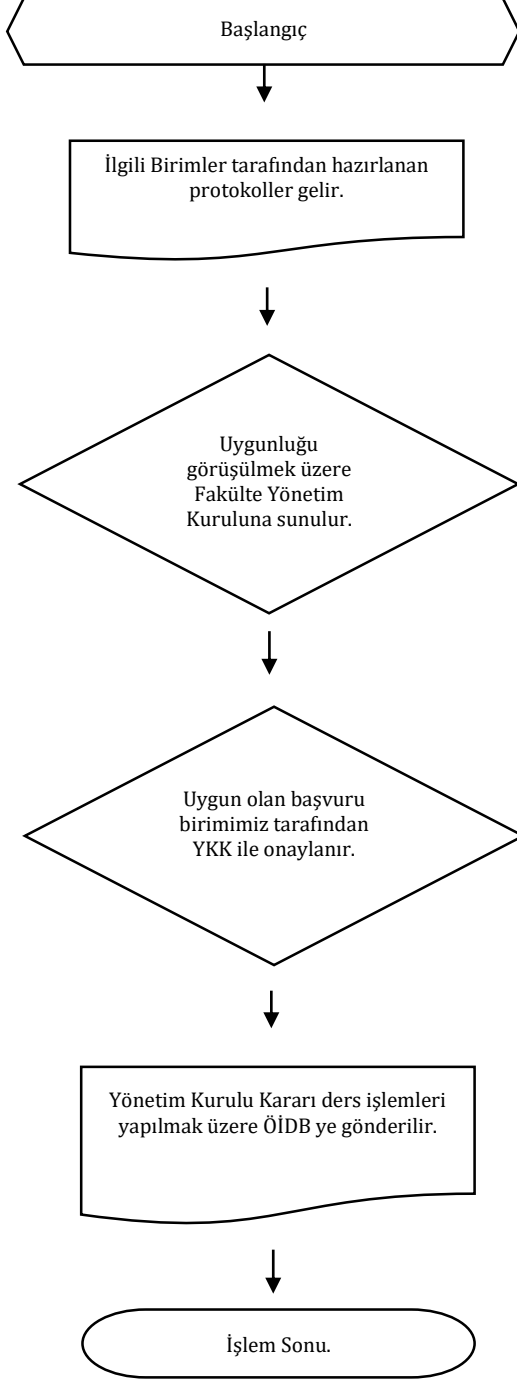 Başlangıç
İlgili Birimler tarafından hazırlanan
protokoller gelir.
Uygunluğu
görüşülmek üzere
Fakülte Yönetim
Kuruluna sunulur.
Uygun olan başvuru
birimimiz tarafından
YKK ile onaylanır.
Yönetim Kurulu Kararı ders işlemleri
yapılmak üzere ÖİDB ye gönderilir.
İşlem Sonu.